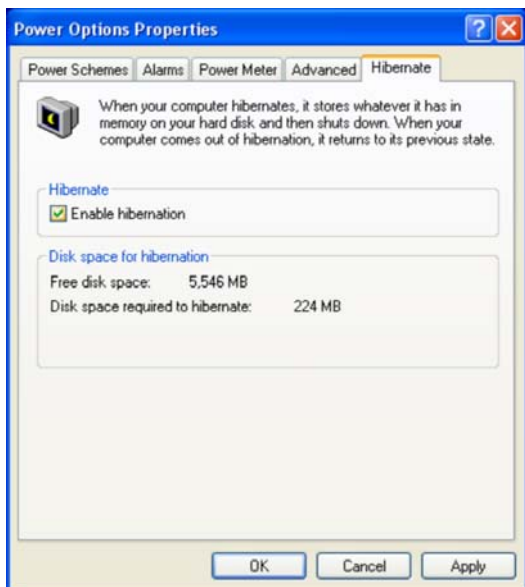 Power Options Properties
Power Schemes Alarms Power Meter Advanced Hibernate
When your computer hibernates, it stores whatever it has in
memory on your hard disk and then shuts down. When your
computer comes out of hibernation, it returns to its previous state.
Hibernate
Enable hibernation
Disk space for hibernation
Free disk space: 5,546 MB
Disk space required to hibernate: 224 MB
OK Cancel Apply